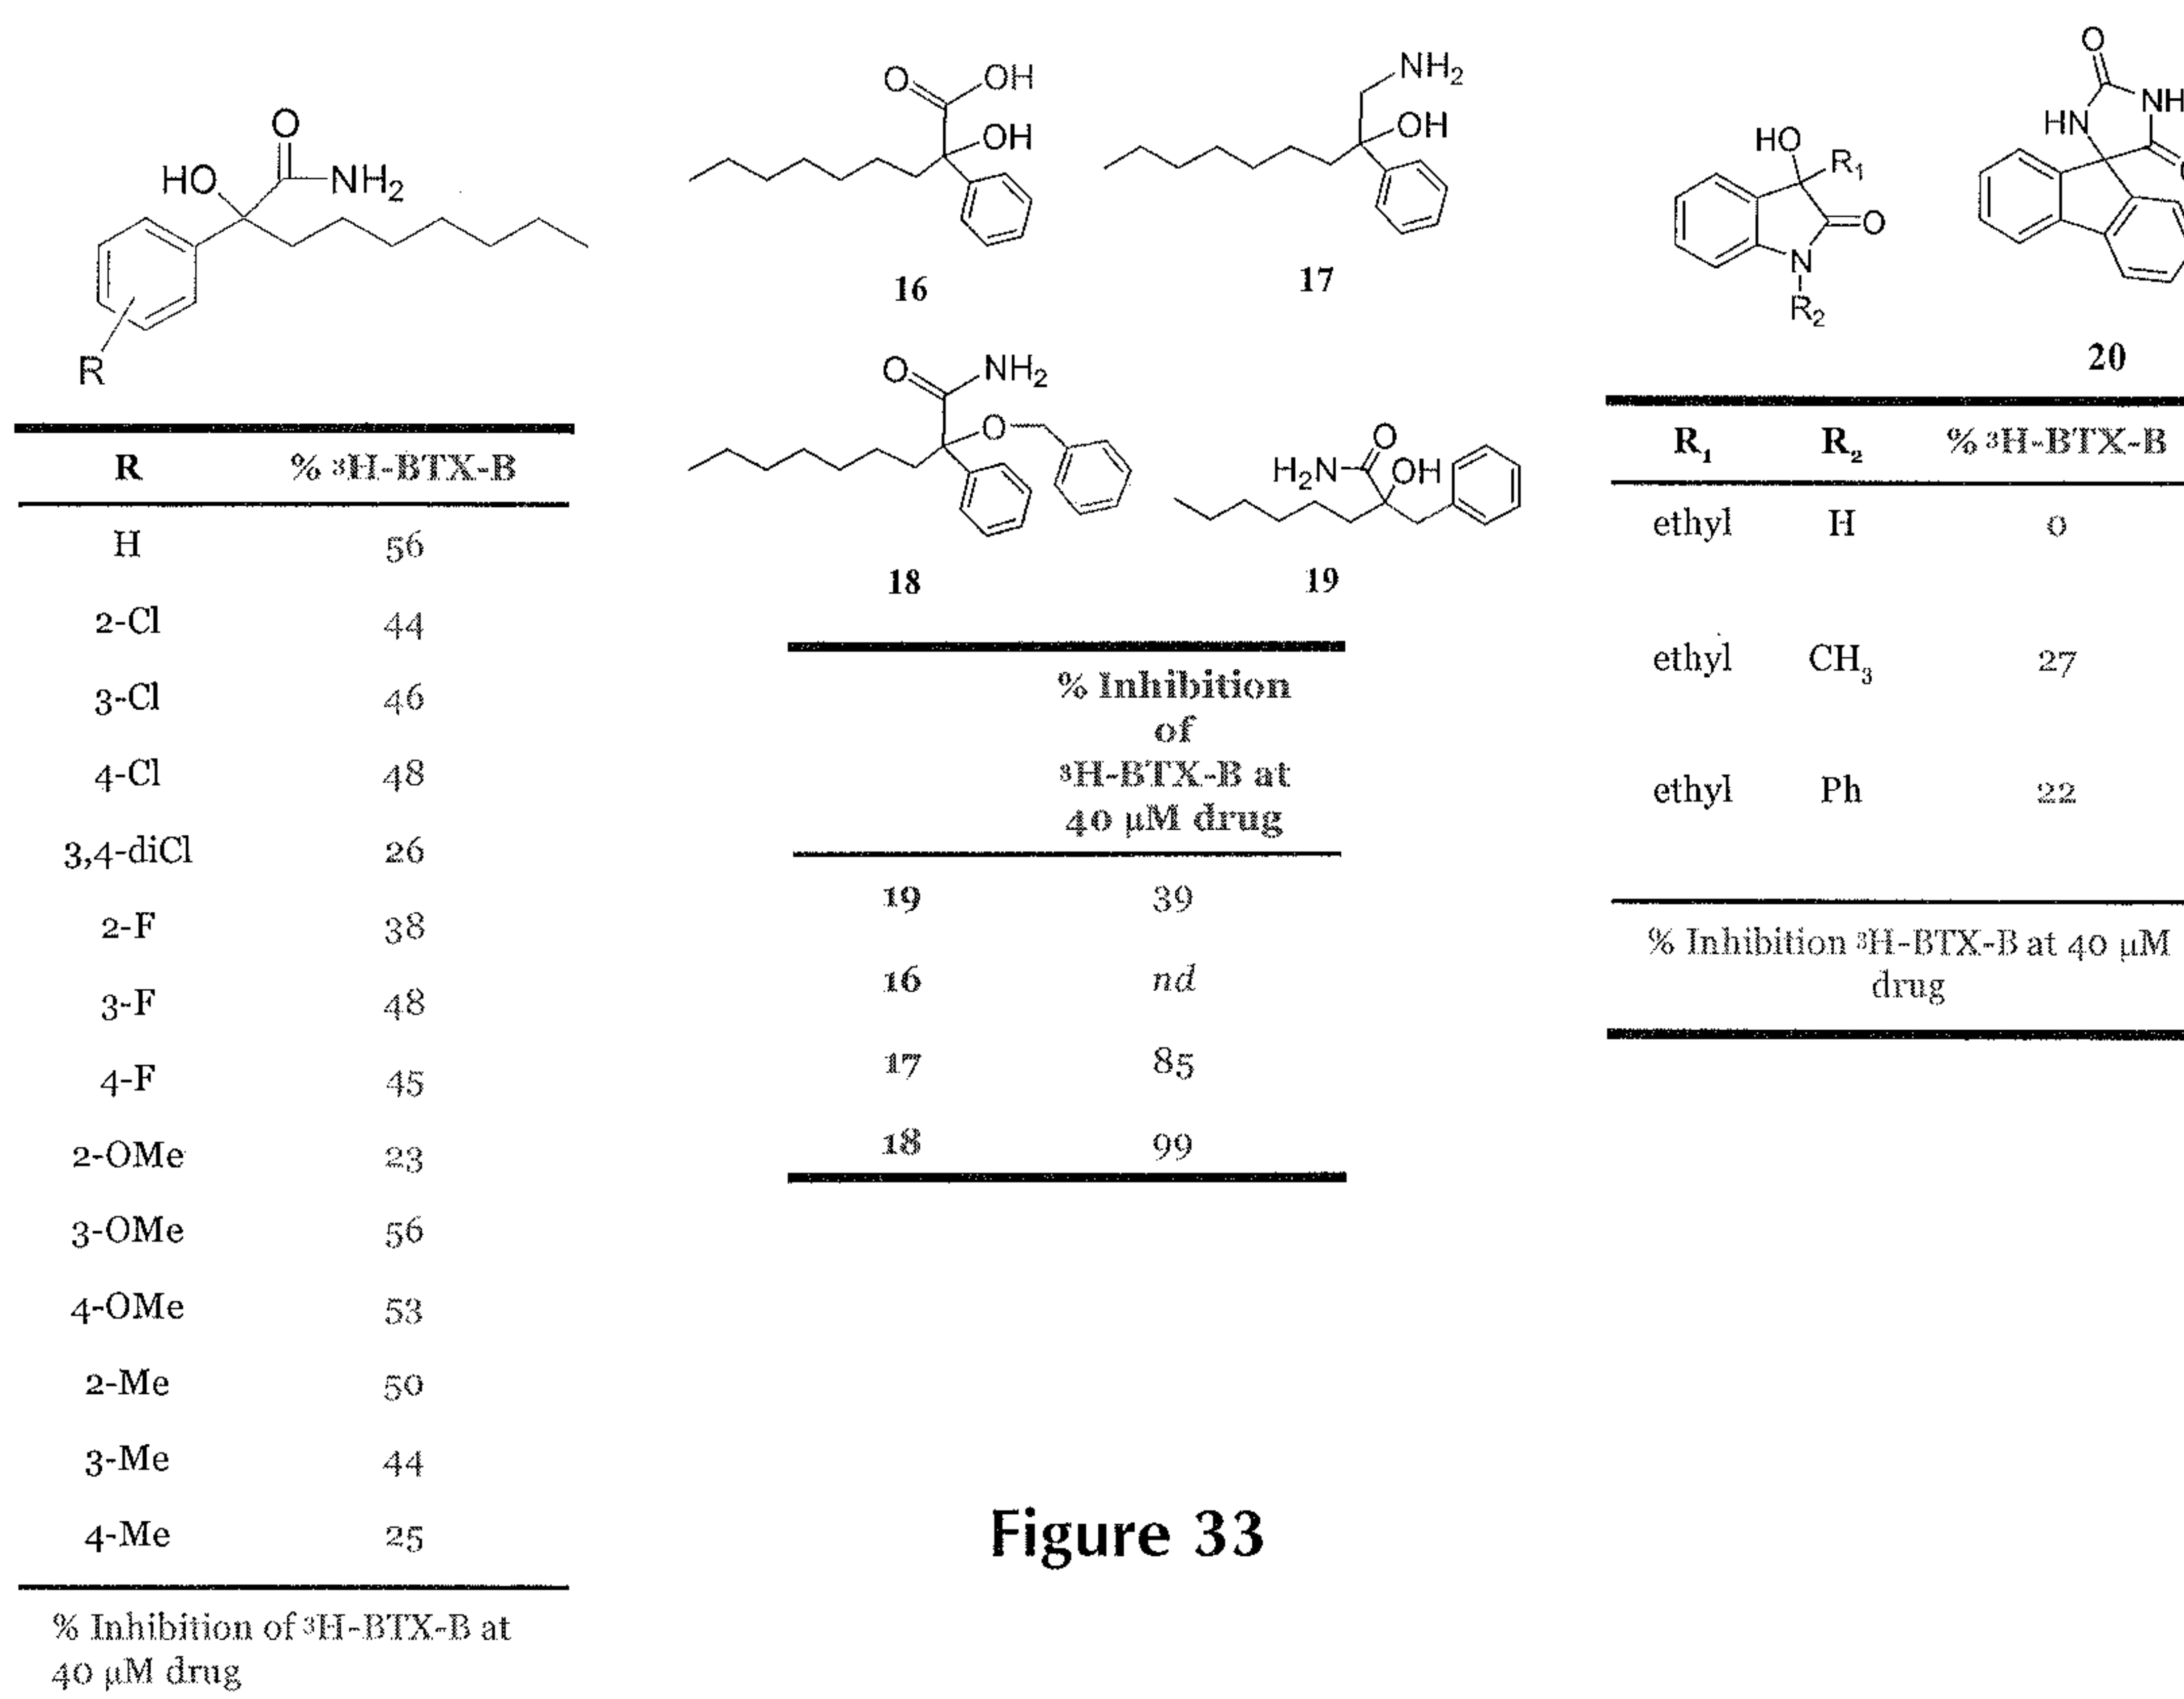 O
HO
NH2
R
R % ³H-BTX-B
H 56
2-Cl 44
3-Cl 46
4-Cl 48
3,4-diCl 26
2-F 38
3-F 48
4-F 45
2-OMe 23
3-OMe 56
4-OMe 53
2-Me 50
3-Me 44
4-Me 25
% Inhibition of ³H-BTX-B at
40 µM drug
O OH
OH
16
NH2
OH
17
O NH2
O
18
O
H2N OH
19
% Inhibition
of
³H-BTX-B at
40 µM drug
19 39
16 nd
17 85
18 99
HO
R1
O
N
R2
O
NH
HN
20
R1 R2 % ³H-BTX-B
ethyl H 0
ethyl CH3 27
ethyl Ph 22
% Inhibition ³H-BTX-B at 40 µM
drug
Figure 33